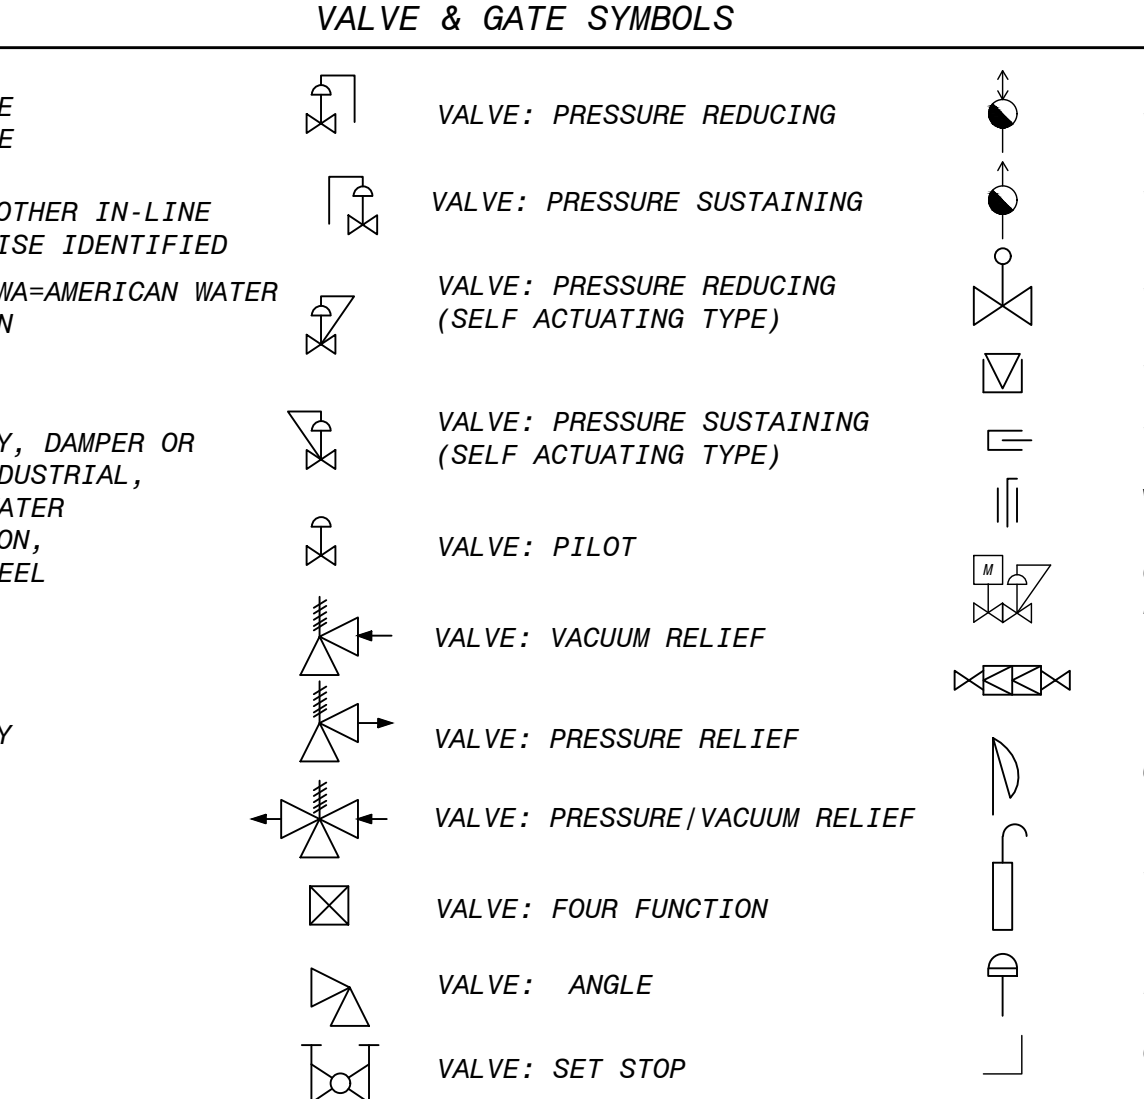 VALVE & GATE SYMBOLS
E
E
OTHER IN-LINE
ISE IDENTIFIED
WA=AMERICAN WATER
N
Y, DAMPER OR
DUSTRIAL,
ATER
ON,
EEL
Y
VALVE: PRESSURE REDUCING
VALVE: PRESSURE SUSTAINING
VALVE: PRESSURE REDUCING
(SELF ACTUATING TYPE)
VALVE: PRESSURE SUSTAINING
(SELF ACTUATING TYPE)
VALVE: PILOT
VALVE: VACUUM RELIEF
VALVE: PRESSURE RELIEF
VALVE: PRESSURE/VACUUM RELIEF
VALVE: FOUR FUNCTION
VALVE: ANGLE
VALVE: SET STOP
M